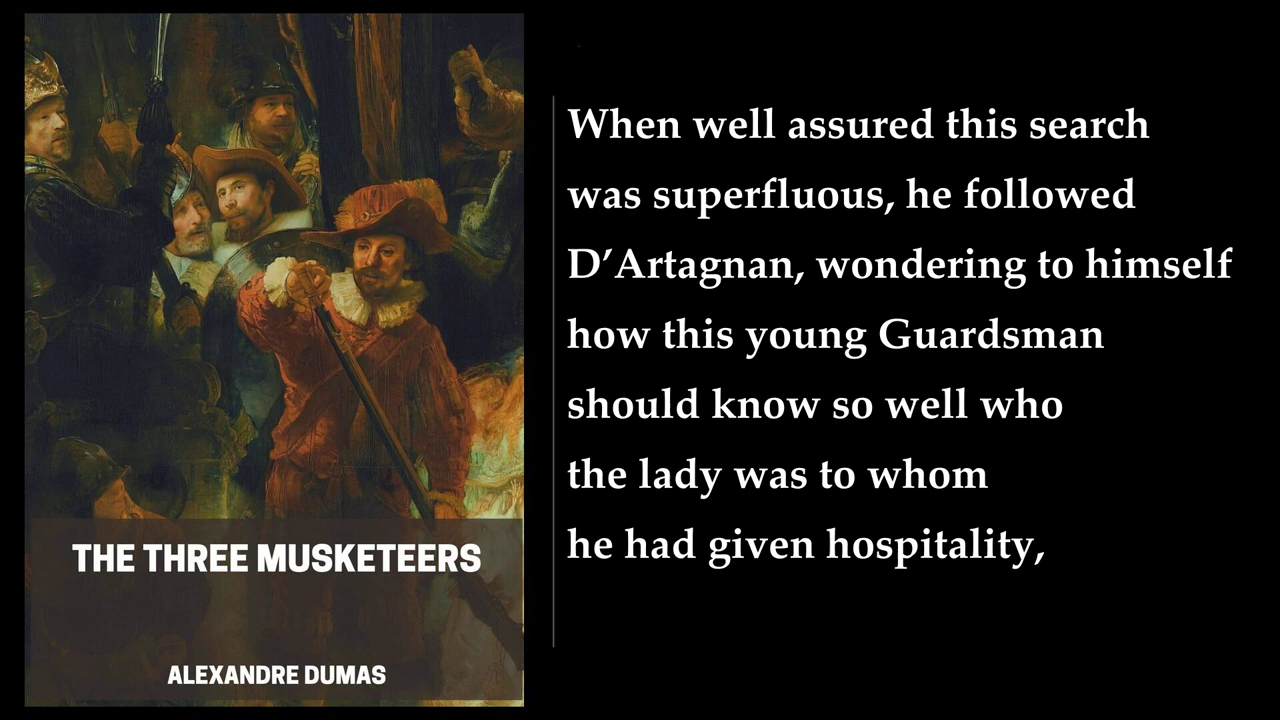 THE THREE MUSKETEERS
ALEXANDRE DUMAS
When well assured this search
was superfluous, he followed
D’Artagnan, wondering to himself
how this young Guardsman
should know so well who
the lady was to whom
he had given hospitality,